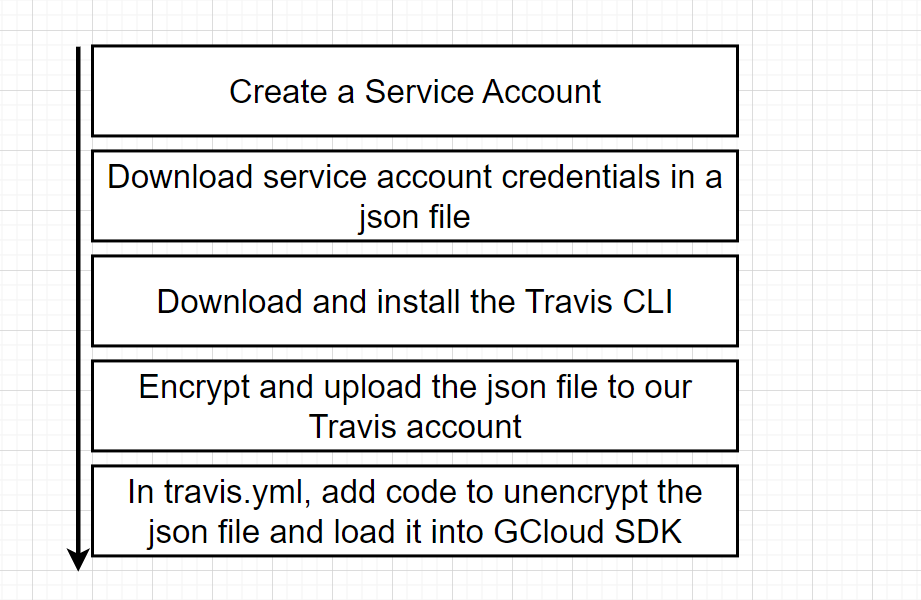 Create a Service Account
Download service account credentials in a
json file
Download and install the Travis CLI
Encrypt and upload the json file to our
Travis account
In travis.yml, add code to unencrypt the
json file and load it into GCloud SDK